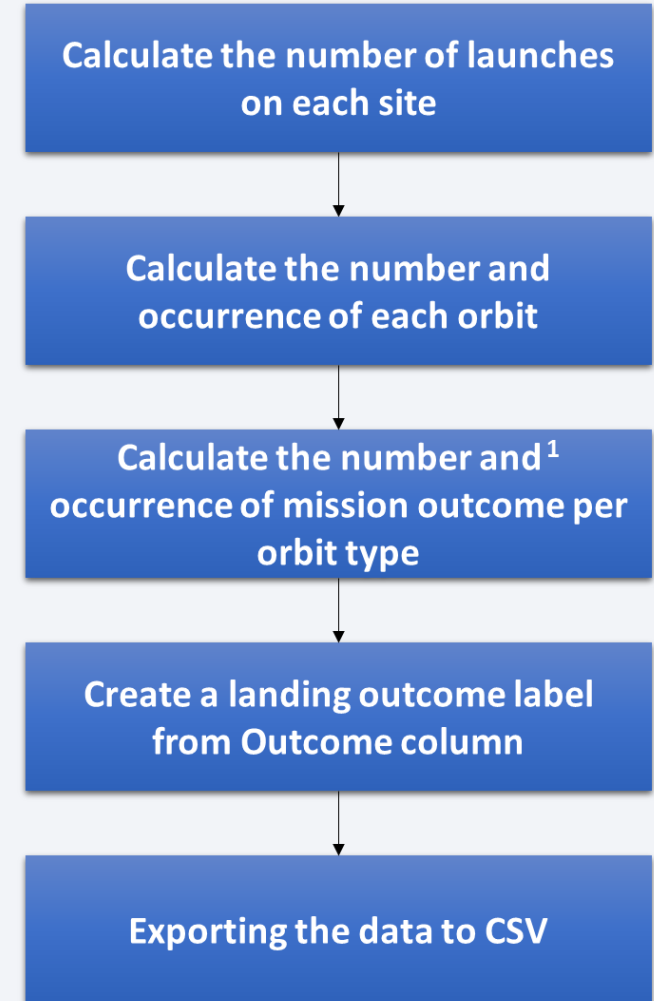 Calculate the number of launches
on each site
Calculate the number and
occurrence of each orbit
Calculate the number and 1
occurrence of mission outcome per
orbit type
Create a landing outcome label
from Outcome column
Exporting the data to CSV